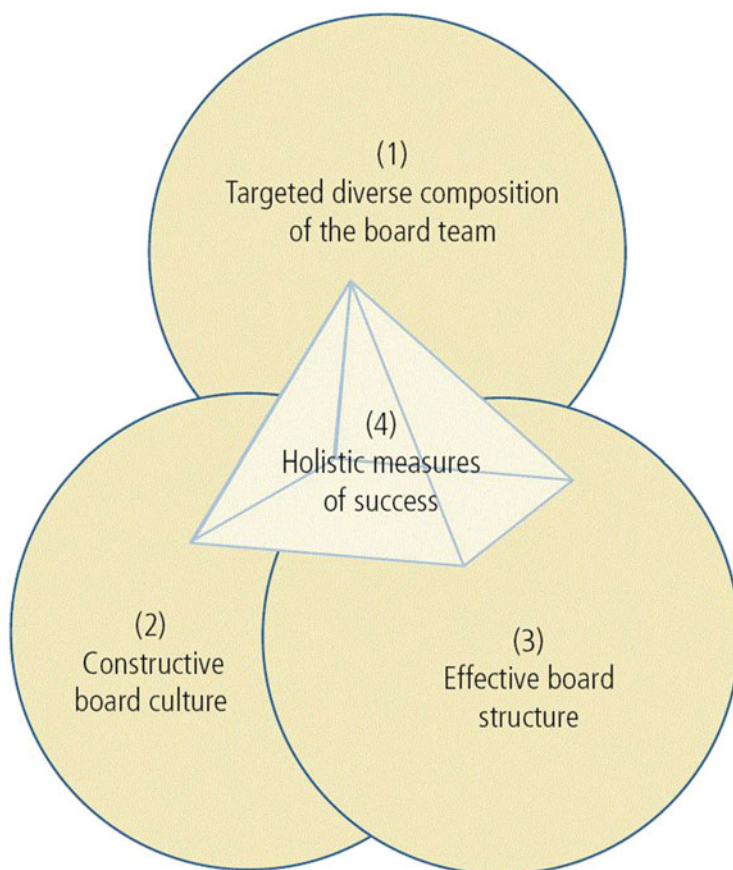 (1)
Targeted diverse composition
of the board team
(4)
Holistic measures
of success
(2)
Constructive
board culture
(3)
Effective board
structure